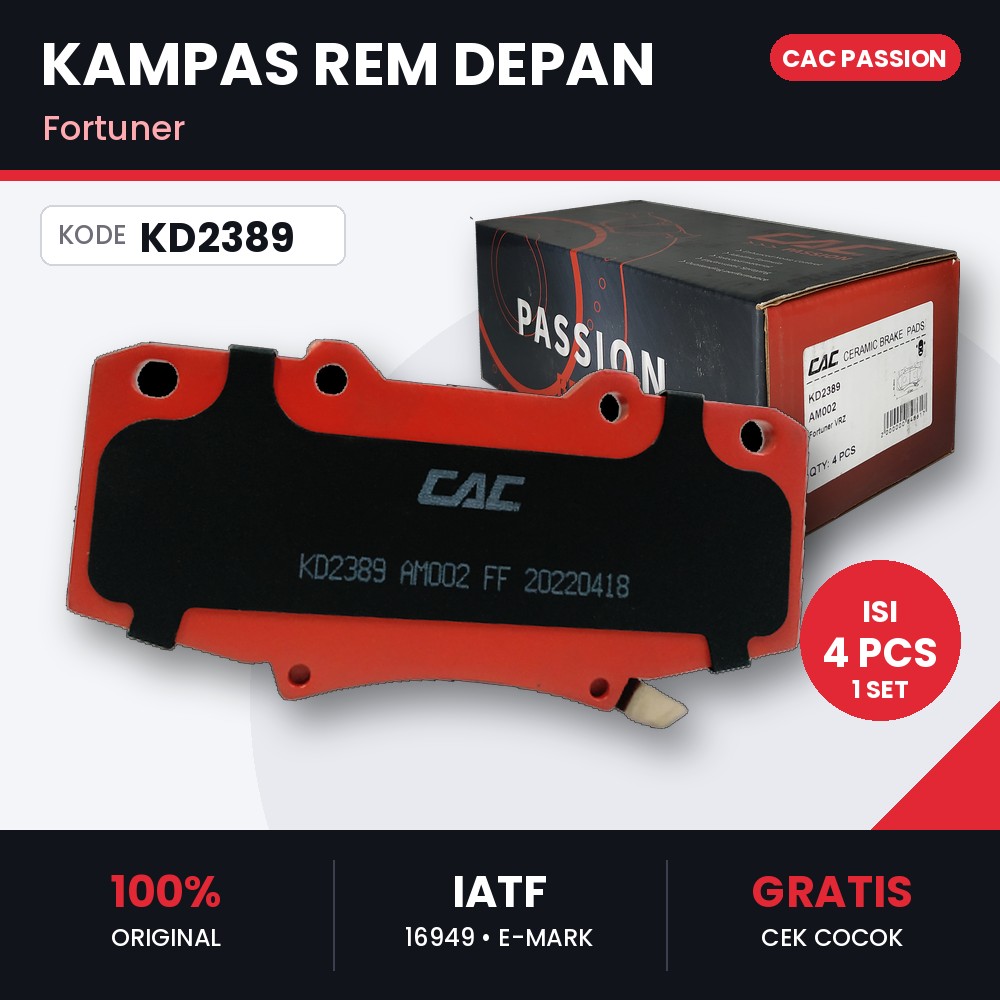 KAMPAS REM DEPAN
CAC PASSION
Fortuner
KODE KD2389
CAC
PASSION
PASSION
CAC CERAMIC BRAKE PADS
KD2389
AM002
Fortuner VRZ
QTY: 4 PCS
CAC
KD2389 AM002 FF 20220418
ISI
4 PCS
1 SET
100%
ORIGINAL
IATF
16949 • E-MARK
GRATIS
CEK COCOK